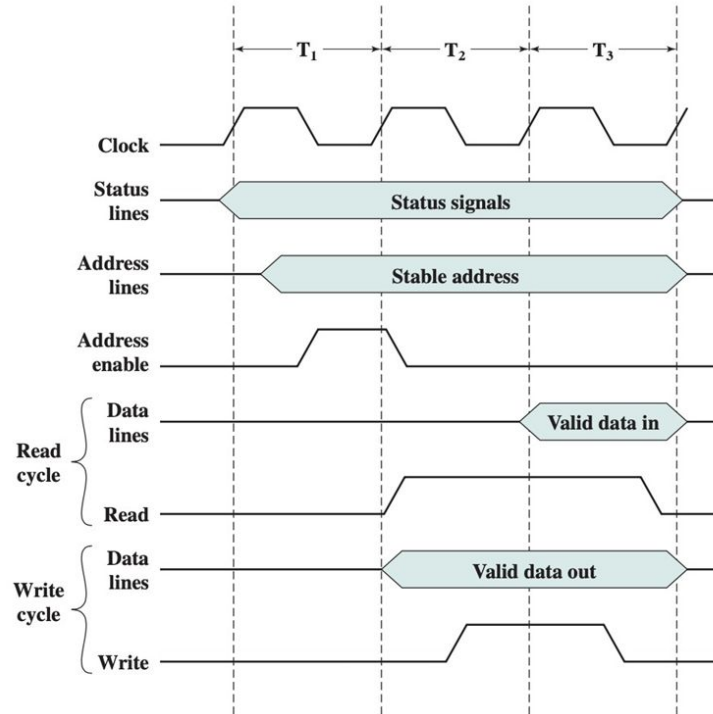 T1 T2 T3
Clock
Status
lines
Status signals
Address
lines
Stable address
Address
enable
Read
cycle
Data
lines
Valid data in
Read
Write
cycle
Data
lines
Valid data out
Write